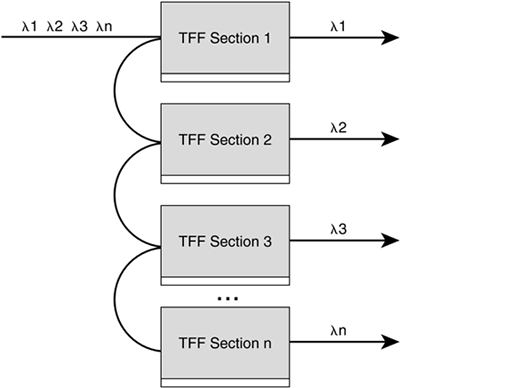 λ1 λ2 λ3 λn
TFF Section 1
λ1
TFF Section 2
λ2
TFF Section 3
λ3
...
TFF Section n
λn